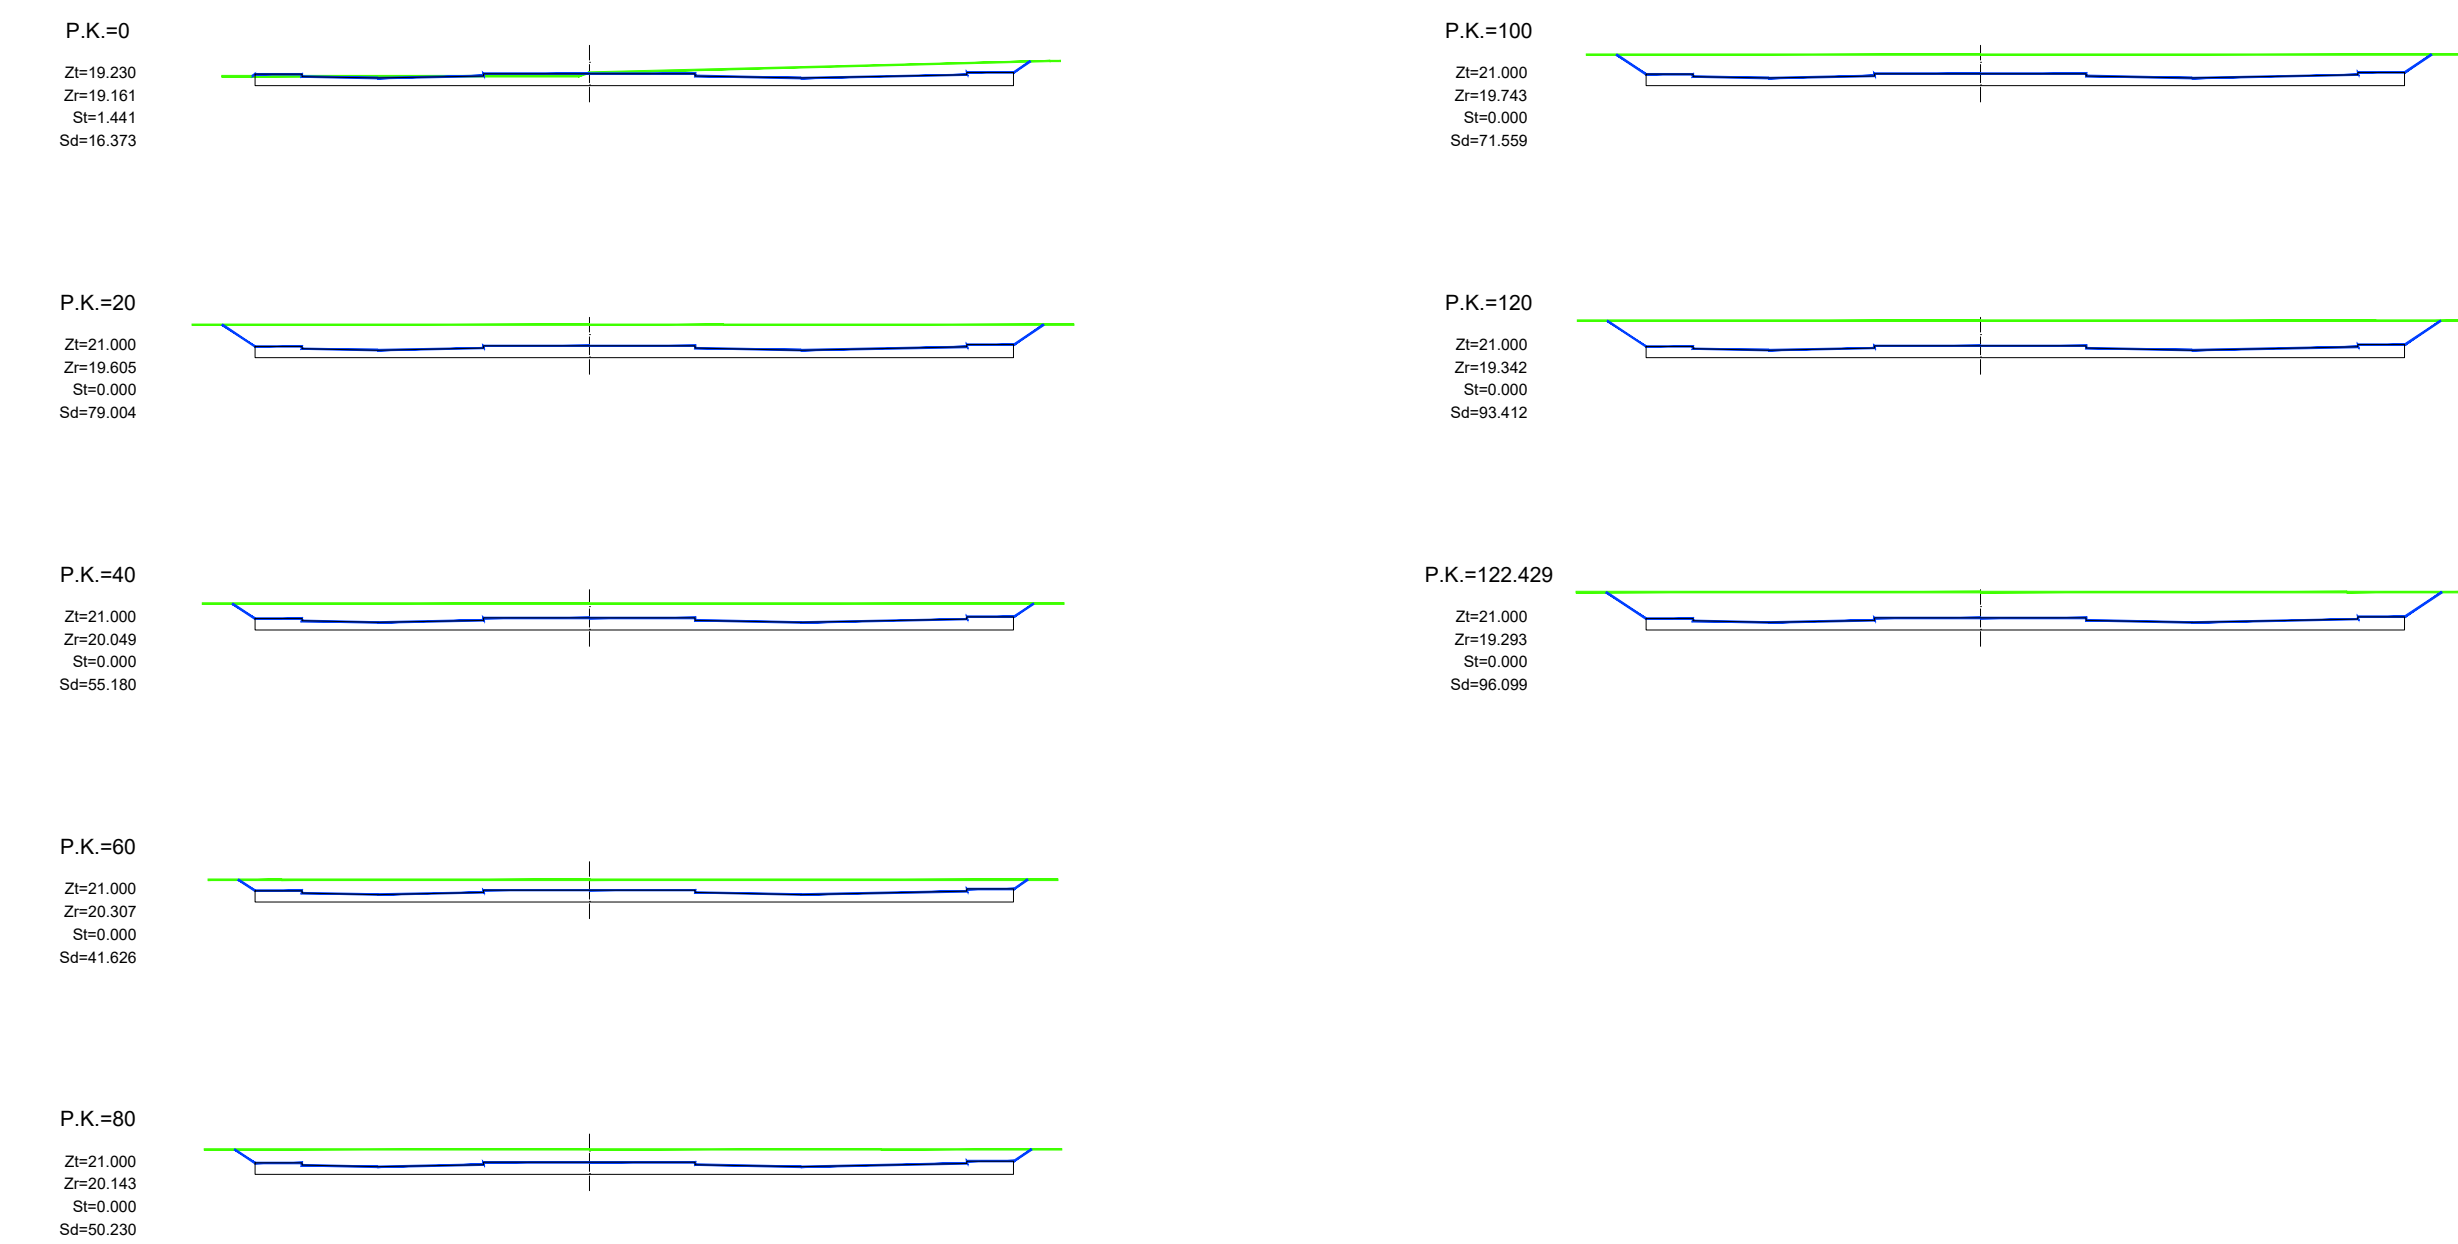 P.K.=0
Zt=19.230
Zr=19.161
St=1.441
Sd=16.373
P.K.=20
Zt=21.000
Zr=19.605
St=0.000
Sd=79.004
P.K.=40
Zt=21.000
Zr=20.049
St=0.000
Sd=55.180
P.K.=60
Zt=21.000
Zr=20.307
St=0.000
Sd=41.626
P.K.=80
Zt=21.000
Zr=20.143
St=0.000
Sd=50.230
P.K.=100
Zt=21.000
Zr=19.743
St=0.000
Sd=71.559
P.K.=120
Zt=21.000
Zr=19.342
St=0.000
Sd=93.412
P.K.=122.429
Zt=21.000
Zr=19.293
St=0.000
Sd=96.099